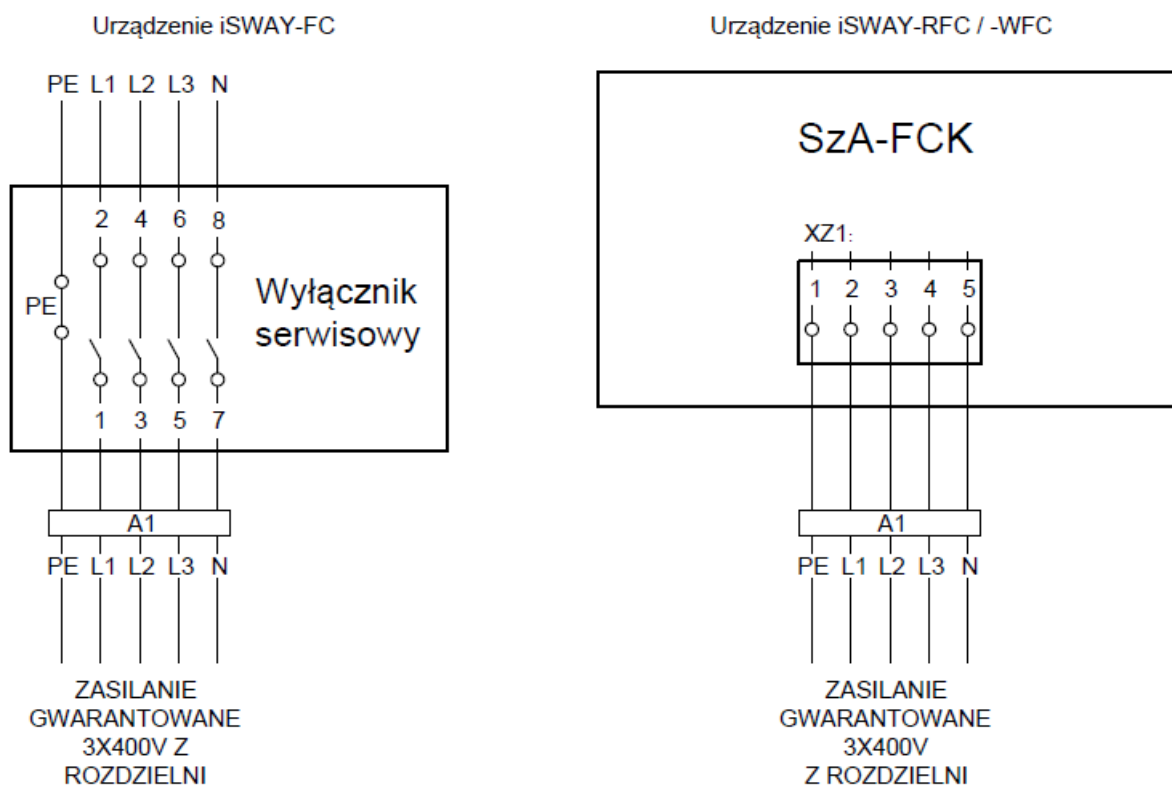 Urządzenie iSWAY-FC
PE L1 L2 L3 N
2 4 6 8
PE
Wyłącznik
serwisowy
1 3 5 7
A1
PE L1 L2 L3 N
ZASILANIE
GWARANTOWANE
3X400V Z
ROZDZIELNI
Urządzenie iSWAY-RFC / -WFC
SzA-FCK
XZ1:
1 2 3 4 5
A1
PE L1 L2 L3 N
ZASILANIE
GWARANTOWANE
3X400V
Z ROZDZIELNI